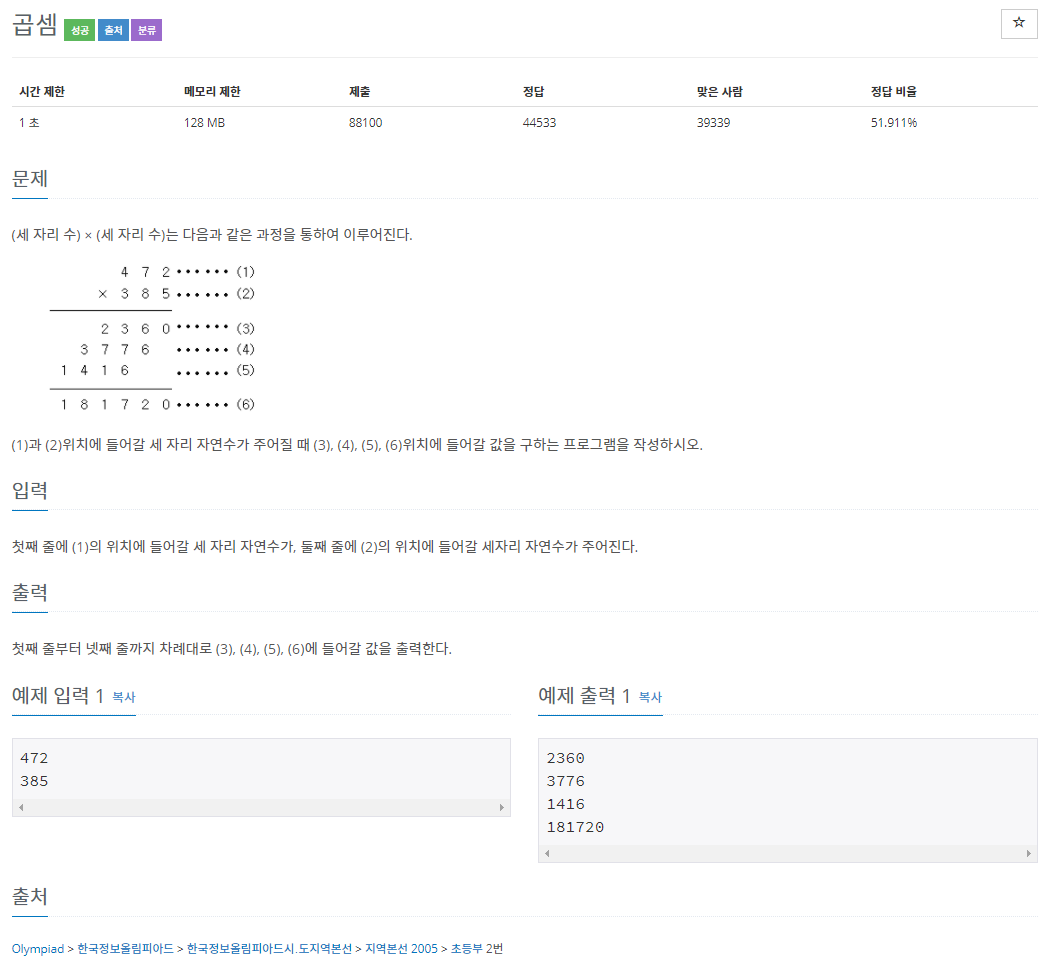 곱셈 성공 출처 분류
☆
시간 제한 메모리 제한 제출 정답 맞은 사람 정답 비율
1 초 128 MB 88100 44533 39339 51.911%
문제
(세 자리 수) × (세 자리 수)는 다음과 같은 과정을 통하여 이루어진다.
4 7 2 •••••• (1)
× 3 8 5 •••••• (2)
2 3 6 0 •••••• (3)
3 7 7 6 •••••• (4)
1 4 1 6 •••••• (5)
1 8 1 7 2 0 •••••• (6)
(1)과 (2)위치에 들어갈 세 자리 자연수가 주어질 때 (3), (4), (5), (6)위치에 들어갈 값을 구하는 프로그램을 작성하시오.
입력
첫째 줄에 (1)의 위치에 들어갈 세 자리 자연수가, 둘째 줄에 (2)의 위치에 들어갈 세자리 자연수가 주어진다.
출력
첫째 줄부터 넷째 줄까지 차례대로 (3), (4), (5), (6)에 들어갈 값을 출력한다.
예제 입력 1 복사
472
385
예제 출력 1 복사
2360
3776
1416
181720
출처
Olympiad > 한국정보올림피아드 > 한국정보올림피아드시.도지역본선 > 지역본선 2005 > 초등부 2번